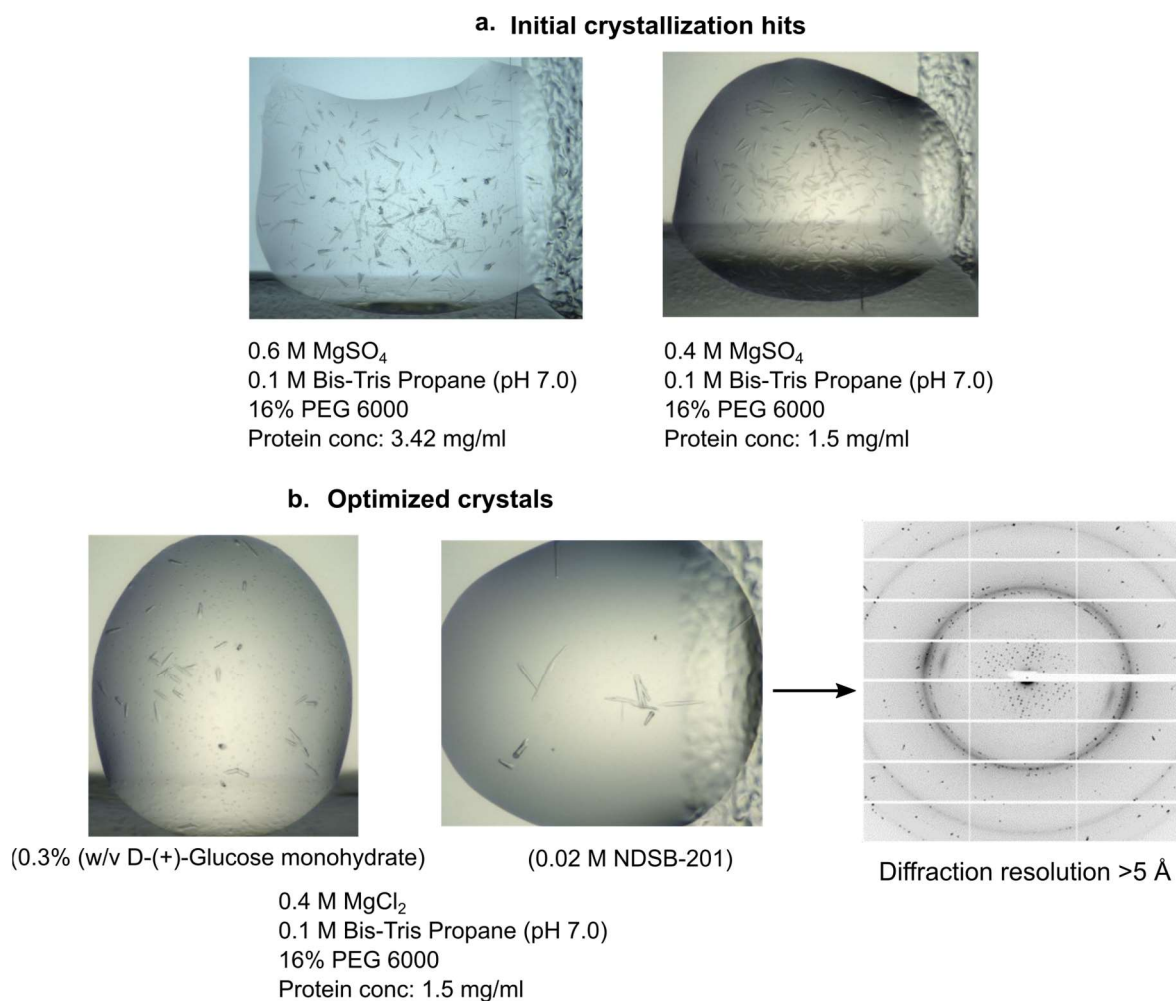 a. Initial crystallization hits
0.6 M MgSO₄
0.1 M Bis-Tris Propane (pH 7.0)
16% PEG 6000
Protein conc: 3.42 mg/ml
0.4 M MgSO₄
0.1 M Bis-Tris Propane (pH 7.0)
16% PEG 6000
Protein conc: 1.5 mg/ml
b. Optimized crystals
(0.3% (w/v D-(+)-Glucose monohydrate)
(0.02 M NDSB-201)
Diffraction resolution >5 Å
0.4 M MgCl₂
0.1 M Bis-Tris Propane (pH 7.0)
16% PEG 6000
Protein conc: 1.5 mg/ml